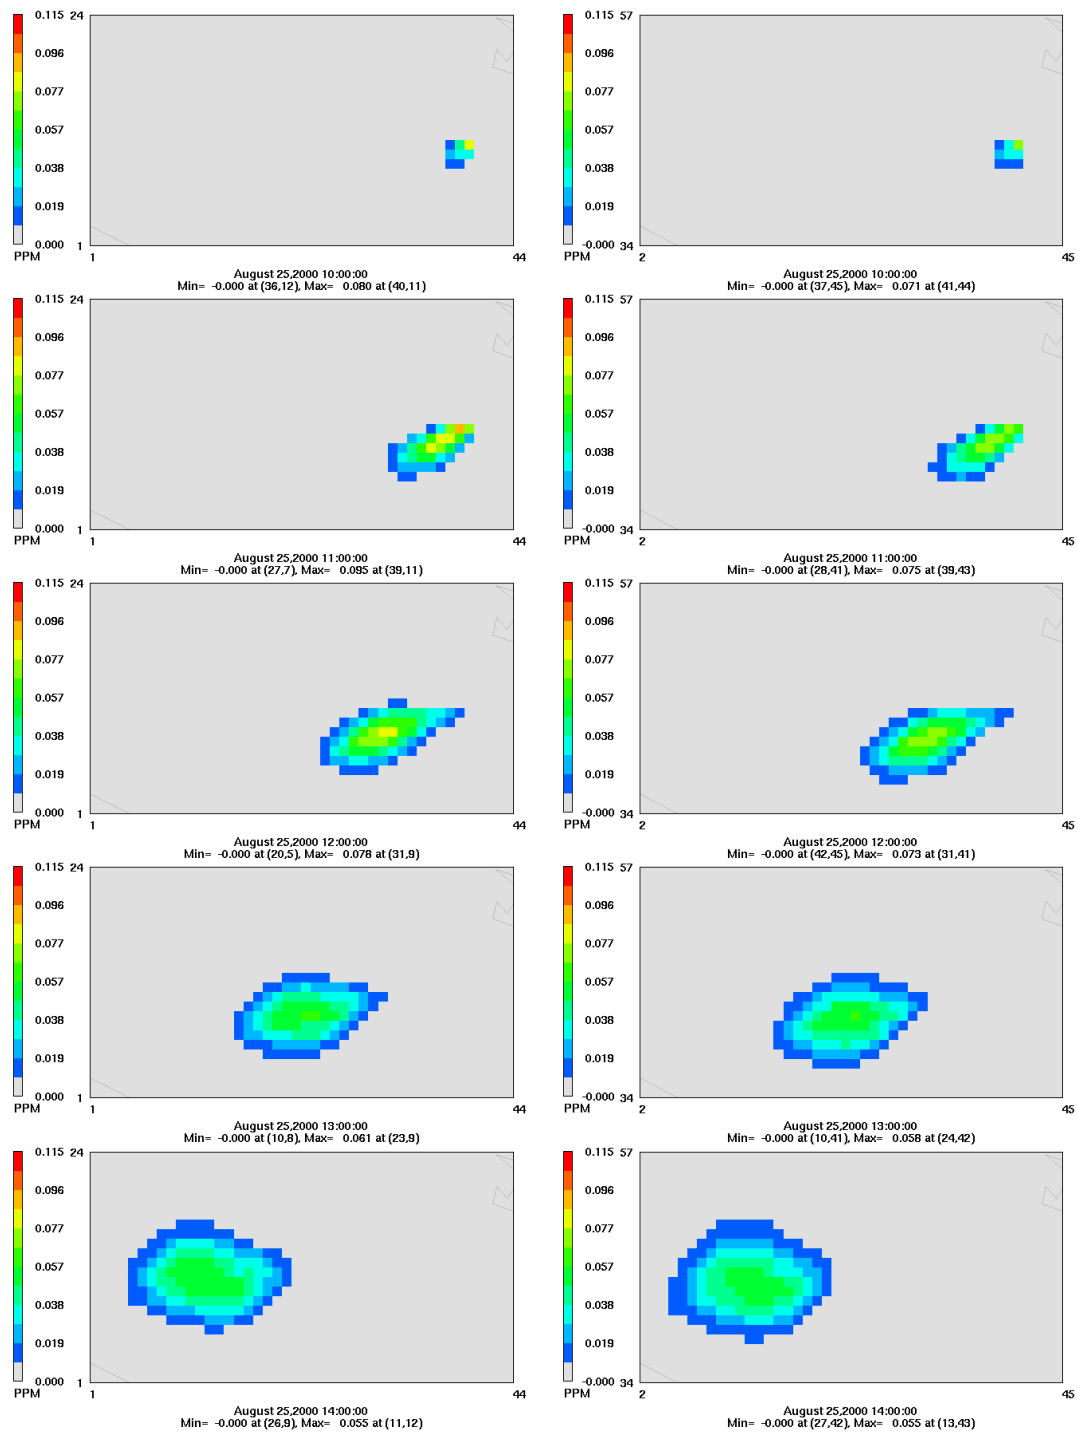 0.115 24
0.096
0.077
0.057
0.038
0.019
0.000 1
PPM 1 44
August 25,2000 10:00:00
Min= -0.000 at (36,12), Max= 0.080 at (40,11)
0.115 57
0.096
0.077
0.057
0.038
0.019
-0.000 34
PPM 2 45
August 25,2000 10:00:00
Min= -0.000 at (37,45), Max= 0.071 at (41,44)
0.115 24
0.096
0.077
0.057
0.038
0.019
0.000 1
PPM 1 44
August 25,2000 11:00:00
Min= -0.000 at (27,7), Max= 0.095 at (39,11)
0.115 57
0.096
0.077
0.057
0.038
0.019
-0.000 34
PPM 2 45
August 25,2000 11:00:00
Min= -0.000 at (28,41), Max= 0.075 at (39,43)
0.115 24
0.096
0.077
0.057
0.038
0.019
0.000 1
PPM 1 44
August 25,2000 12:00:00
Min= -0.000 at (20,5), Max= 0.078 at (31,9)
0.115 57
0.096
0.077
0.057
0.038
0.019
-0.000 34
PPM 2 45
August 25,2000 12:00:00
Min= -0.000 at (42,45), Max= 0.073 at (31,41)
0.115 24
0.096
0.077
0.057
0.038
0.019
0.000 1
PPM 1 44
August 25,2000 13:00:00
Min= -0.000 at (10,8), Max= 0.061 at (23,9)
0.115 57
0.096
0.077
0.057
0.038
0.019
-0.000 34
PPM 2 45
August 25,2000 13:00:00
Min= -0.000 at (10,41), Max= 0.058 at (24,42)
0.115 24
0.096
0.077
0.057
0.038
0.019
0.000 1
PPM 1 44
August 25,2000 14:00:00
Min= -0.000 at (26,9), Max= 0.055 at (11,12)
0.115 57
0.096
0.077
0.057
0.038
0.019
-0.000 34
PPM 2 45
August 25,2000 14:00:00
Min= -0.000 at (27,42), Max= 0.055 at (13,43)